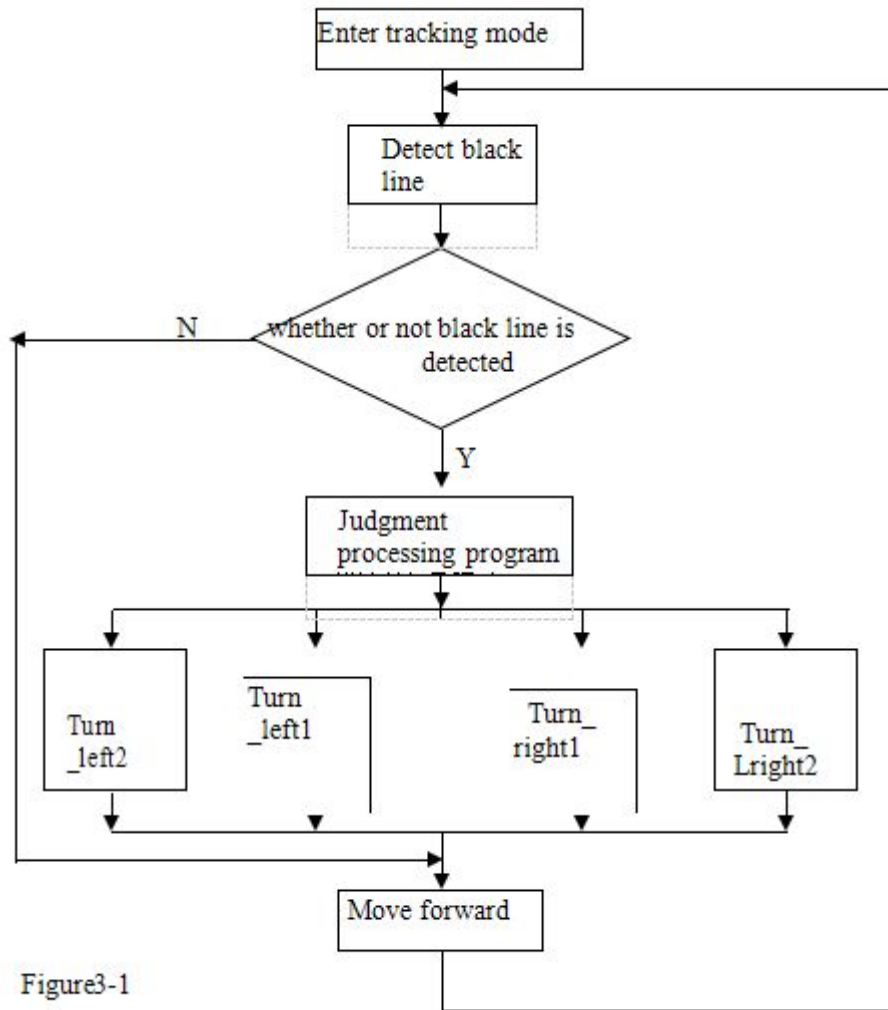 Enter tracking mode
Detect black
line
N
whether or not black line is
detected
Y
Judgment
processing program
Turn
_left2
Turn
_left1
Turn_
right1
Turn_
Lright2
Move forward
Figure3-1